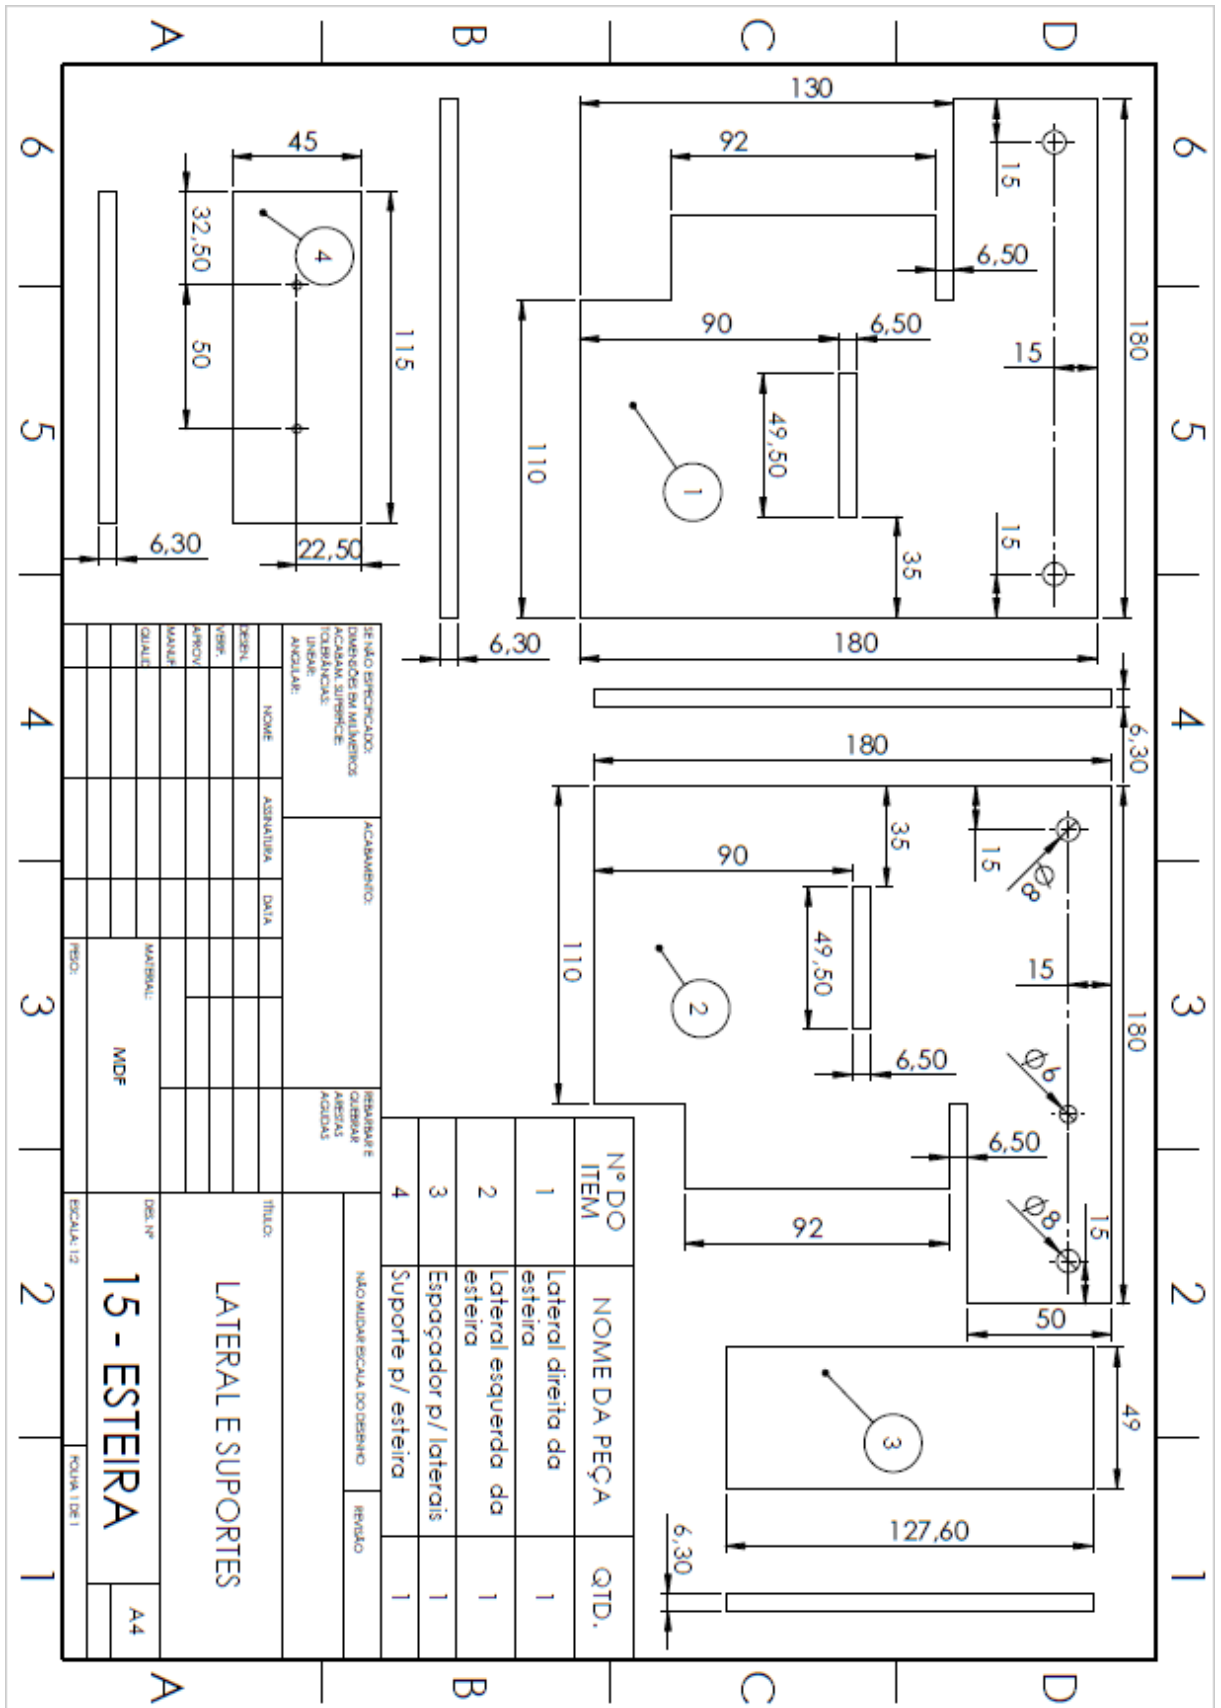 6
5
4
3
2
1
D
D
C
C
B
B
A
A
180
15
15
15
130
92
6,50
90
6,50
49,50
35
110
180
1
6,30
6,30
180
180
15
15
15
Ø8
Ø6
Ø8
50
35
90
49,50
6,50
6,50
92
110
2
49
127,60
6,30
3
45
115
32,50
50
22,50
6,30
4
Nº DO ITEM
NOME DA PEÇA
QTD.
1
Lateral direita da esteira
1
2
Lateral esquerda da esteira
1
3
Espaçador p/ laterais
1
4
Suporte p/ esteira
1
SE NÃO ESPECIFICADO:
DIMENSÕES EM MILÍMETROS
ACABAM. SUPERFÍCIE:
TOLERÂNCIAS:
LINEAR:
ANGULAR:
ACABAMENTO:
REBARBAR E
QUEBRAR
ARESTAS
AGUDAS
NÃO MUDAR ESCALA DO DESENHO
REVISÃO
NOME
ASSINATURA
DATA
DESEN.
VERIF.
APROV
MANUF
QUALID
TÍTULO:
LATERAL E SUPORTES
MATERIAL:
MDF
DES. Nº
15 - ESTEIRA
A4
PESO:
ESCALA: 1:2
FOLHA 1 DE 1
6
5
4
3
2
1